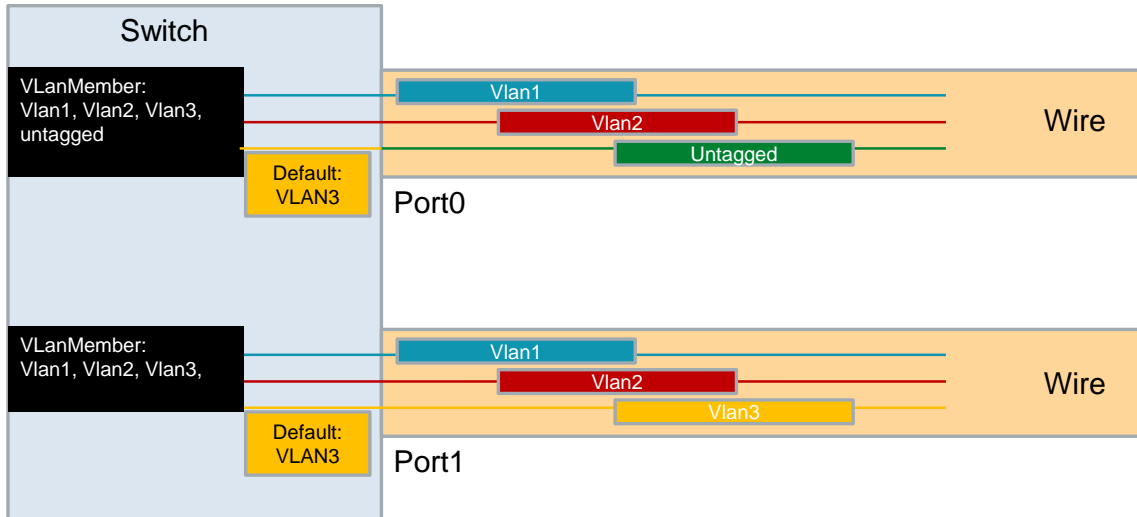 Switch
VLanMember:
Vlan1, Vlan2, Vlan3,
untagged
Default:
VLAN3
Vlan1
Vlan2
Untagged
Wire
Port0
VLanMember:
Vlan1, Vlan2, Vlan3,
Default:
VLAN3
Vlan1
Vlan2
Vlan3
Wire
Port1